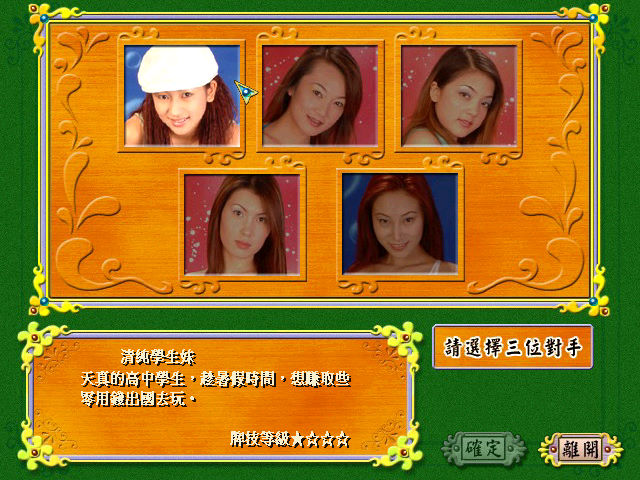 清純學生妹
天真的高中學生，趁暑假時間，想賺取些
零用錢出國去玩。
牌技等級★☆☆☆☆
請選擇三位對手
確定
離開